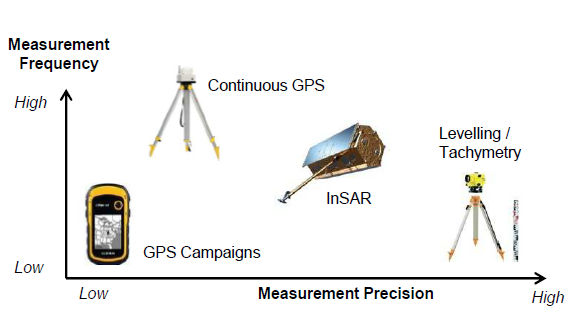 Measurement
Frequency
High
Continuous GPS
Levelling /
Tachymetry
InSAR
GPS Campaigns
Low
Low
Measurement Precision
High